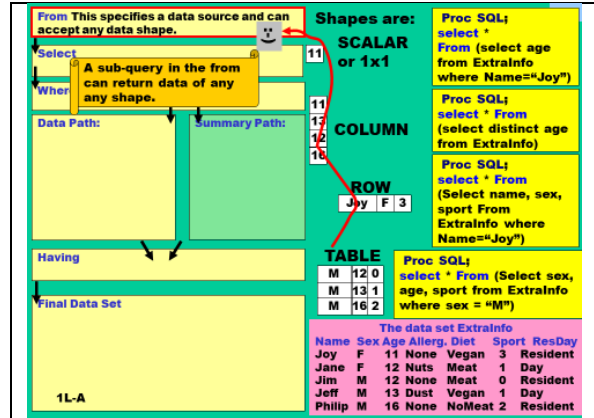 From This specifies a data source and can
accept any data shape.
Select
A sub-query in the from
can return data of any
any shape.
Where
Data Path:
Summary Path:
Having
Final Data Set
1L-A
Shapes are:
SCALAR
or 1x1
11
11
13
12
16
COLUMN
ROW
Joy F 3
TABLE
M 12 0
M 13 1
M 16 2
Proc SQL;
select *
From (select age
from ExtraInfo
where Name=“Joy”)
Proc SQL;
select * From
(select distinct age
from ExtraInfo)
Proc SQL;
select * From
(Select name, sex,
sport From
ExtraInfo where
Name=“Joy”)
Proc SQL;
select * From (Select sex,
age, sport from ExtraInfo
where sex = “M”)
The data set ExtraInfo
Name Sex Age Allerg. Diet Sport ResDay
Joy F 11 None Vegan 3 Resident
Jane F 12 Nuts Meat 1 Day
Jim M 12 None Meat 0 Resident
Jeff M 13 Dust Vegan 1 Day
Philip M 16 None NoMeat 2 Resident